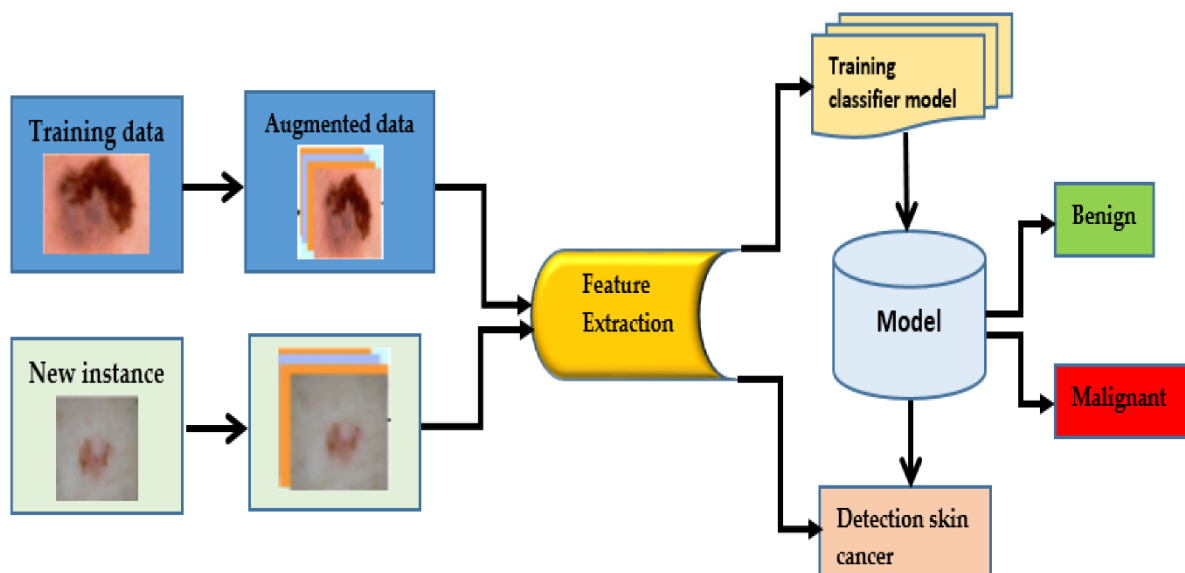 Training data
Augmented data
New instance
Feature
Extraction
Training
classifier model
Model
Benign
Malignant
Detection skin
cancer